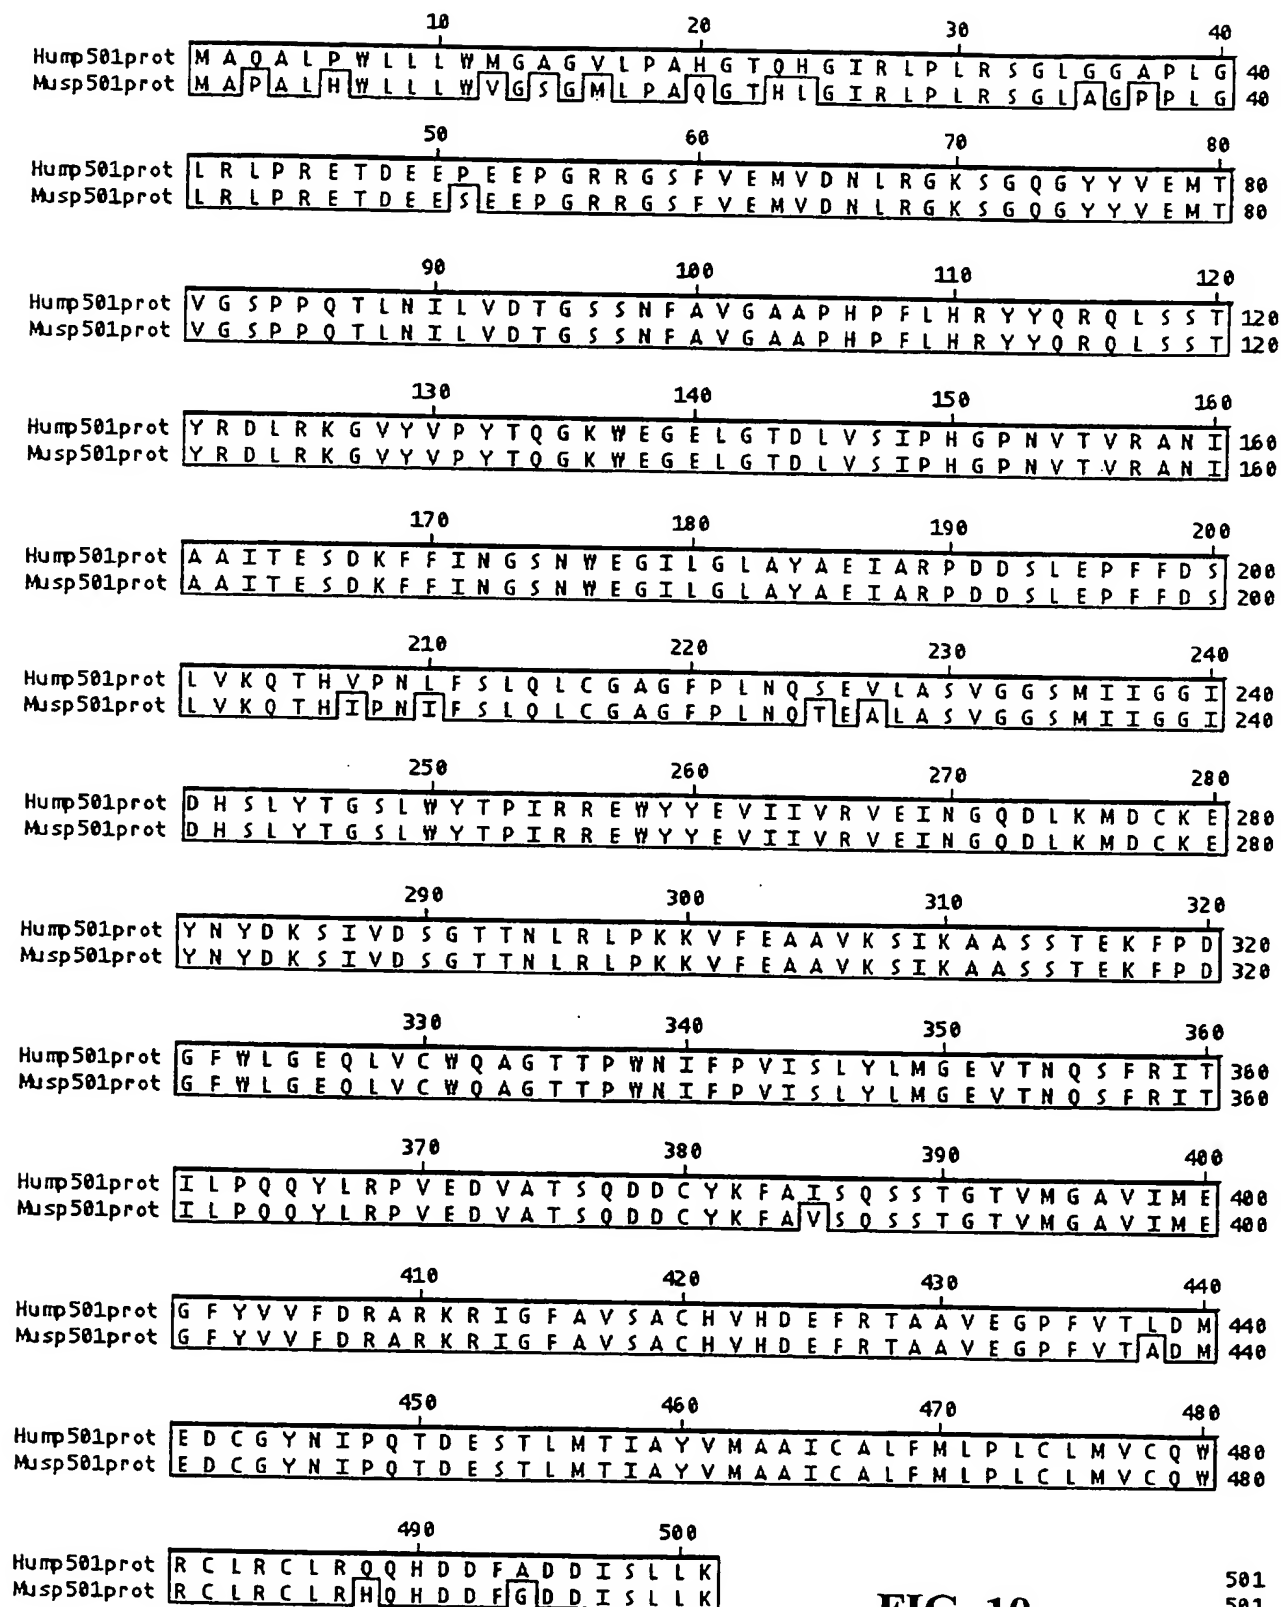 10 20 30 40
Hump501prot M A Q A L P W L L L W M G A G V L P A H G T Q H G I R L P L R S G L G G A P L G 40
Musp501prot M A P A L H W L L L W V G S G M L P A Q G T H L G I R L P L R S G L A G P P L G 40
50 60 70 80
Hump501prot L R L P R E T D E E P E E P G R R G S F V E M V D N L R G K S G Q G Y Y V E M T 80
Musp501prot L R L P R E T D E E S E E P G R R G S F V E M V D N L R G K S G Q G Y Y V E M T 80
90 100 110 120
Hump501prot V G S P P Q T L N I L V D T G S S N F A V G A A P H P F L H R Y Y Q R Q L S S T 120
Musp501prot V G S P P Q T L N I L V D T G S S N F A V G A A P H P F L H R Y Y Q R Q L S S T 120
130 140 150 160
Hump501prot Y R D L R K G V Y V P Y T Q G K W E G E L G T D L V S I P H G P N V T V R A N I 160
Musp501prot Y R D L R K G V Y V P Y T Q G K W E G E L G T D L V S I P H G P N V T V R A N I 160
170 180 190 200
Hump501prot A A I T E S D K F F I N G S N W E G I L G L A Y A E I A R P D D S L E P F F D S 200
Musp501prot A A I T E S D K F F I N G S N W E G I L G L A Y A E I A R P D D S L E P F F D S 200
210 220 230 240
Hump501prot L V K Q T H V P N L F S L Q L C G A G F P L N Q S E V L A S V G G S M I I G G I 240
Musp501prot L V K Q T H I P N I F S L Q L C G A G F P L N Q T E A L A S V G G S M I I G G I 240
250 260 270 280
Hump501prot D H S L Y T G S L W Y T P I R R E W Y Y E V I I V R V E I N G Q D L K M D C K E 280
Musp501prot D H S L Y T G S L W Y T P I R R E W Y Y E V I I V R V E I N G Q D L K M D C K E 280
290 300 310 320
Hump501prot Y N Y D K S I V D S G T T N L R L P K K V F E A A V K S I K A A S S T E K F P D 320
Musp501prot Y N Y D K S I V D S G T T N L R L P K K V F E A A V K S I K A A S S T E K F P D 320
330 340 350 360
Hump501prot G F W L G E Q L V C W Q A G T T P W N I F P V I S L Y L M G E V T N Q S F R I T 360
Musp501prot G F W L G E Q L V C W Q A G T T P W N I F P V I S L Y L M G E V T N Q S F R I T 360
370 380 390 400
Hump501prot I L P Q Q Y L R P V E D V A T S Q D D C Y K F A I S Q S S T G T V M G A V I M E 400
Musp501prot I L P Q Q Y L R P V E D V A T S Q D D C Y K F A V S Q S S T G T V M G A V I M E 400
410 420 430 440
Hump501prot G F Y V V F D R A R K R I G F A V S A C H V H D E F R T A A V E G P F V T L D M 440
Musp501prot G F Y V V F D R A R K R I G F A V S A C H V H D E F R T A A V E G P F V T A D M 440
450 460 470 480
Hump501prot E D C G Y N I P Q T D E S T L M T I A Y V M A A I C A L F M L P L C L M V C Q W 480
Musp501prot E D C G Y N I P Q T D E S T L M T I A Y V M A A I C A L F M L P L C L M V C Q W 480
490 500
Hump501prot R C L R C L R Q Q H D D F A D D I S L L K 501
Musp501prot R C L R C L R H Q H D D F G D D I S L L K 501